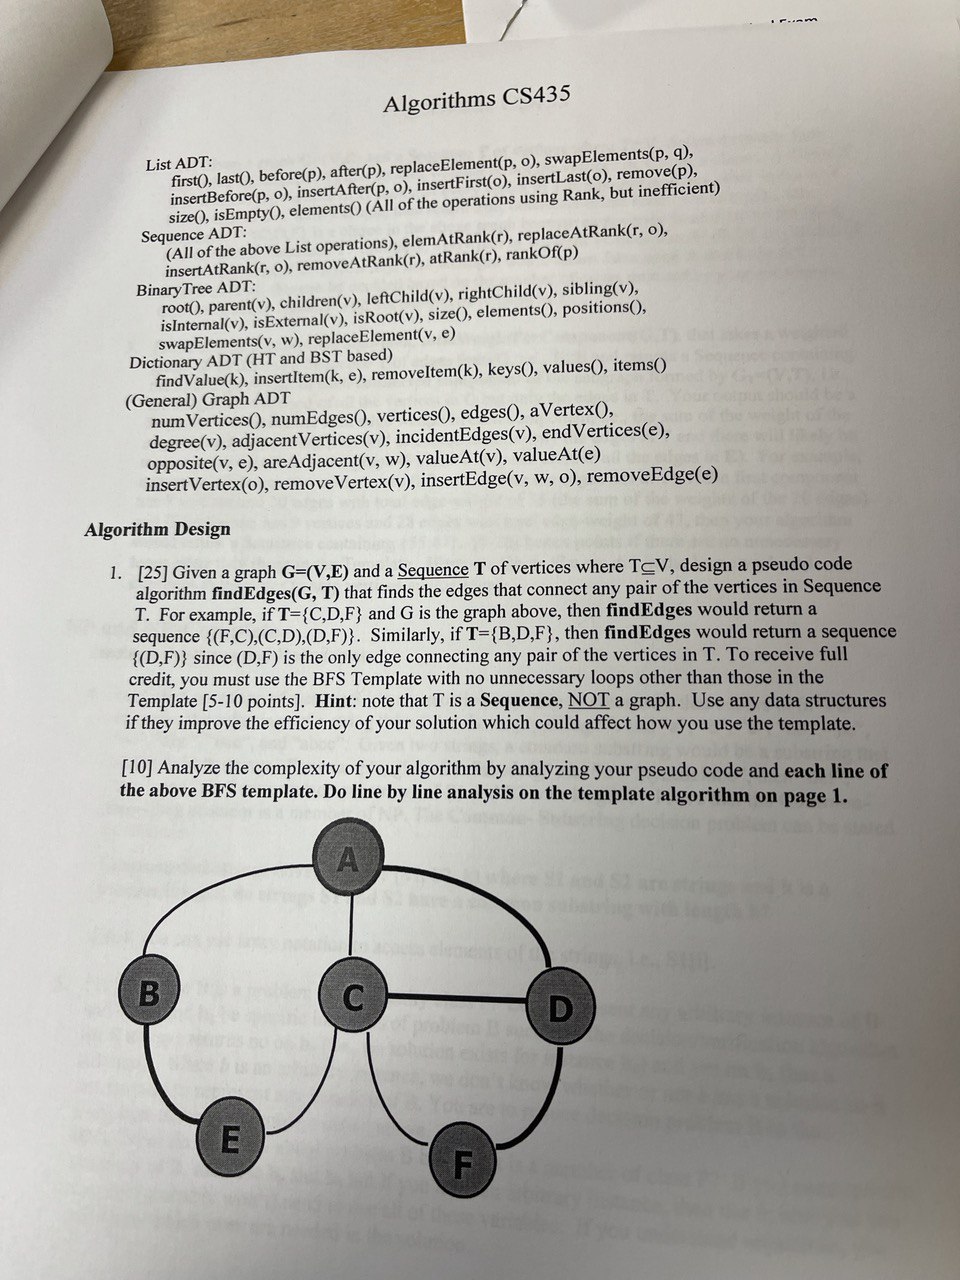 Algorithms CS435
List ADT:
first(), last(), before(p), after(p), replaceElement(p, o), swapElements(p, q),
insertBefore(p, o), insertAfter(p, o), insertFirst(o), insertLast(o), remove(p),
size(), isEmpty(), elements() (All of the operations using Rank, but inefficient)
Sequence ADT:
(All of the above List operations), elemAtRank(r), replaceAtRank(r, o),
insertAtRank(r, o), removeAtRank(r), atRank(r), rankOf(p)
BinaryTree ADT:
root(), parent(v), children(v), leftChild(v), rightChild(v), sibling(v),
isInternal(v), isExternal(v), isRoot(v), size(), elements(), positions(),
swapElements(v, w), replaceElement(v, e)
Dictionary ADT (HT and BST based)
findValue(k), insertItem(k, e), removeItem(k), keys(), values(), items()
(General) Graph ADT
numVertices(), numEdges(), vertices(), edges(), aVertex(),
degree(v), adjacentVertices(v), incidentEdges(v), endVertices(e),
opposite(v, e), areAdjacent(v, w), valueAt(v), valueAt(e)
insertVertex(o), removeVertex(v), insertEdge(v, w, o), removeEdge(e)
Algorithm Design
1. [25] Given a graph G=(V,E) and a Sequence T of vertices where T⊆V, design a pseudo code
algorithm findEdges(G, T) that finds the edges that connect any pair of the vertices in Sequence
T. For example, if T={C,D,F} and G is the graph above, then findEdges would return a
sequence {(F,C),(C,D),(D,F)}. Similarly, if T={B,D,F}, then findEdges would return a sequence
{(D,F)} since (D,F) is the only edge connecting any pair of the vertices in T. To receive full
credit, you must use the BFS Template with no unnecessary loops other than those in the
Template [5-10 points]. Hint: note that T is a Sequence, NOT a graph. Use any data structures
if they improve the efficiency of your solution which could affect how you use the template.
[10] Analyze the complexity of your algorithm by analyzing your pseudo code and each line of
the above BFS template. Do line by line analysis on the template algorithm on page 1.
A
B
C
D
E
F